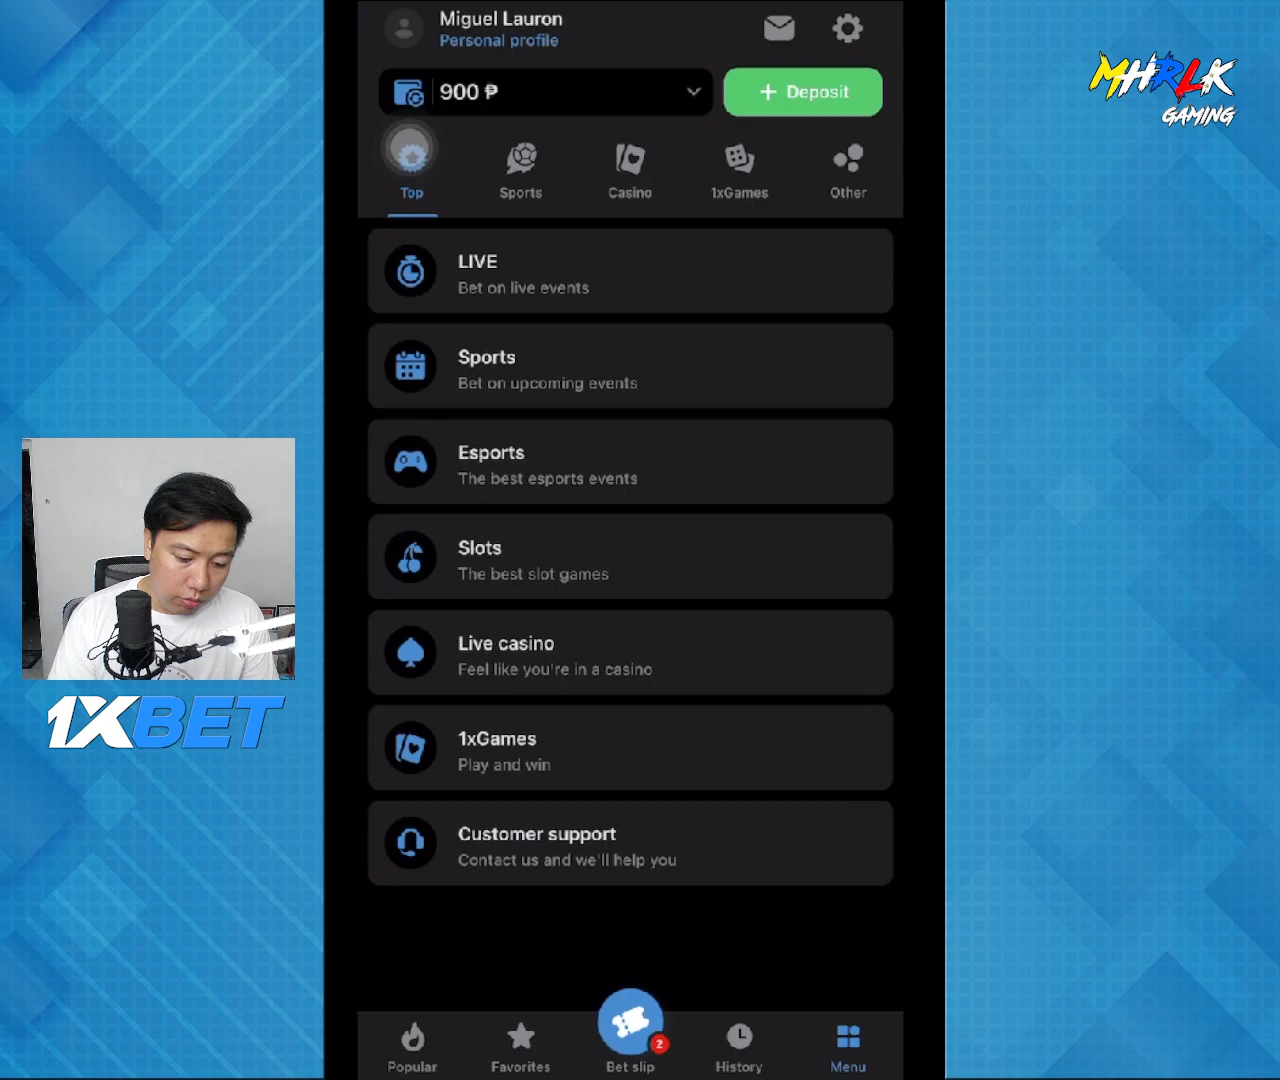 Miguel Lauron
Personal profile
900 ₱
+ Deposit
Top
Sports
Casino
1xGames
Other
LIVE
Bet on live events
Sports
Bet on upcoming events
Esports
The best esports events
Slots
The best slot games
Live casino
Feel like you're in a casino
1xGames
Play and win
Customer support
Contact us and we'll help you
Popular
Favorites
Bet slip
2
History
Menu
MHRLK
GAMING
1XBET